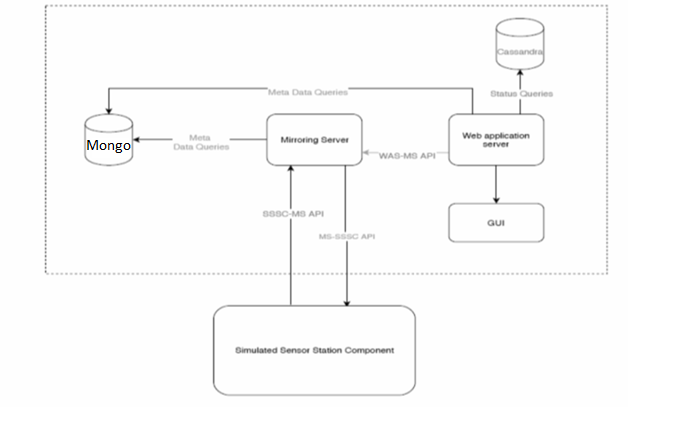 Cassandra
Meta Data Queries
Status Queries
Mongo
Meta
Data Queries
Mirroring Server
WAS-MS API
Web application
server
SSSC-MS API
MS-SSSC API
GUI
Simulated Sensor Station Component